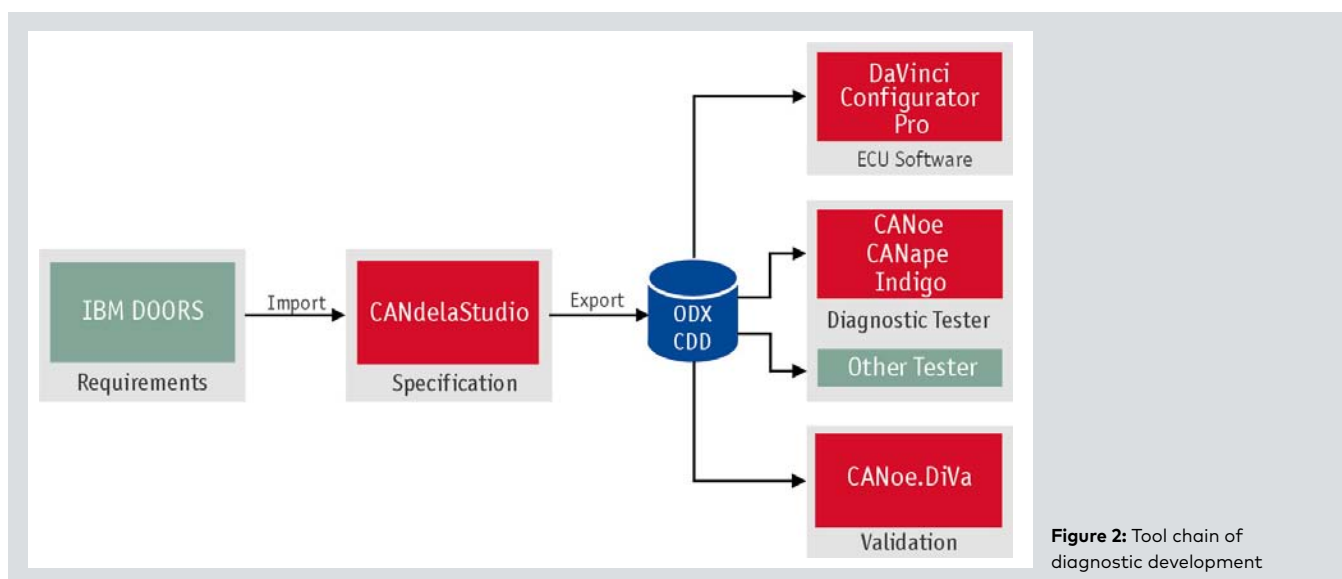 IBM DOORS
Requirements
Import
CANdelaStudio
Specification
Export
ODX
CDD
DaVinci
Configurator
Pro
ECU Software
CANoe
CANape
Indigo
Diagnostic Tester
Other Tester
CANoe.DiVa
Validation
Figure 2: Tool chain of
diagnostic development